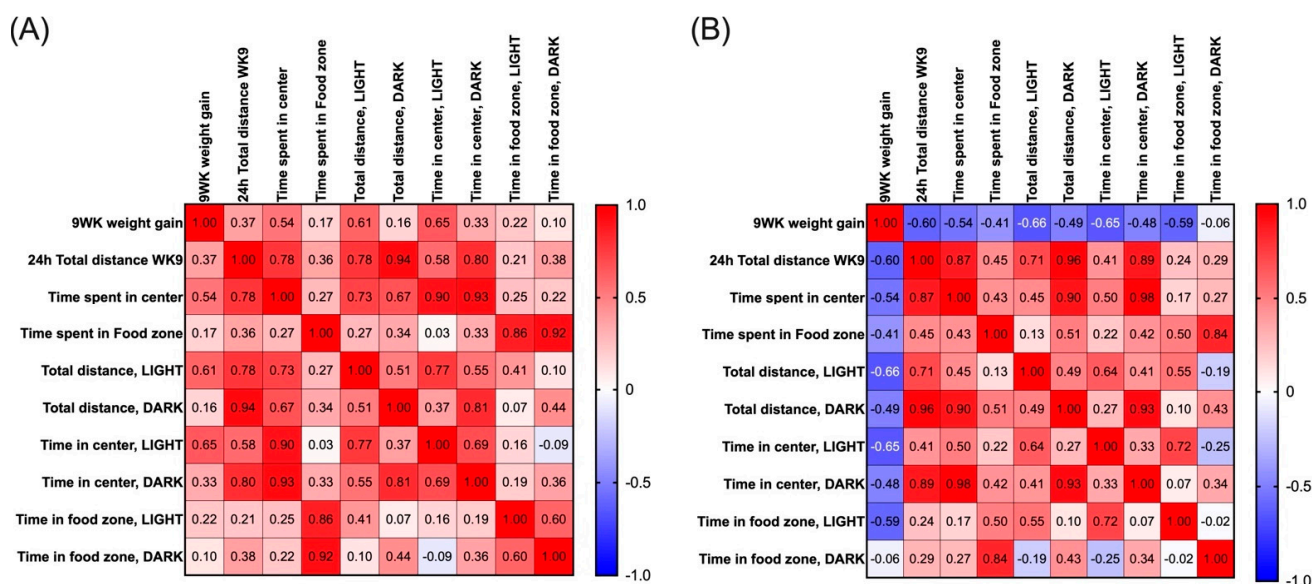 (A)
9WK weight gain
24h Total distance WK9
Time spent in center
Time spent in Food zone
Total distance, LIGHT
Total distance, DARK
Time in center, LIGHT
Time in center, DARK
Time in food zone, LIGHT
Time in food zone, DARK
9WK weight gain 1.00 0.37 0.54 0.17 0.61 0.16 0.65 0.33 0.22 0.10
24h Total distance WK9 0.37 1.00 0.78 0.36 0.78 0.94 0.58 0.80 0.21 0.38
Time spent in center 0.54 0.78 1.00 0.27 0.73 0.67 0.90 0.93 0.25 0.22
Time spent in Food zone 0.17 0.36 0.27 1.00 0.27 0.34 0.03 0.33 0.86 0.92
Total distance, LIGHT 0.61 0.78 0.73 0.27 1.00 0.51 0.77 0.55 0.41 0.10
Total distance, DARK 0.16 0.94 0.67 0.34 0.51 1.00 0.37 0.81 0.07 0.44
Time in center, LIGHT 0.65 0.58 0.90 0.03 0.77 0.37 1.00 0.69 0.16 -0.09
Time in center, DARK 0.33 0.80 0.93 0.33 0.55 0.81 0.69 1.00 0.19 0.36
Time in food zone, LIGHT 0.22 0.21 0.25 0.86 0.41 0.07 0.16 0.19 1.00 0.60
Time in food zone, DARK 0.10 0.38 0.22 0.92 0.10 0.44 -0.09 0.36 0.60 1.00
1.0
0.5
0
-0.5
-1.0
(B)
9WK weight gain
24h Total distance WK9
Time spent in center
Time spent in Food zone
Total distance, LIGHT
Total distance, DARK
Time in center, LIGHT
Time in center, DARK
Time in food zone, LIGHT
Time in food zone, DARK
9WK weight gain 1.00 -0.60 -0.54 -0.41 -0.66 -0.49 -0.65 -0.48 -0.59 -0.06
24h Total distance WK9 -0.60 1.00 0.87 0.45 0.71 0.96 0.41 0.89 0.24 0.29
Time spent in center -0.54 0.87 1.00 0.43 0.45 0.90 0.50 0.98 0.17 0.27
Time spent in Food zone -0.41 0.45 0.43 1.00 0.13 0.51 0.22 0.42 0.50 0.84
Total distance, LIGHT -0.66 0.71 0.45 0.13 1.00 0.49 0.64 0.41 0.55 -0.19
Total distance, DARK -0.49 0.96 0.90 0.51 0.49 1.00 0.27 0.93 0.10 0.43
Time in center, LIGHT -0.65 0.41 0.50 0.22 0.64 0.27 1.00 0.33 0.72 -0.25
Time in center, DARK -0.48 0.89 0.98 0.42 0.41 0.93 0.33 1.00 0.07 0.34
Time in food zone, LIGHT -0.59 0.24 0.17 0.50 0.55 0.10 0.72 0.07 1.00 -0.02
Time in food zone, DARK -0.06 0.29 0.27 0.84 -0.19 0.43 -0.25 0.34 -0.02 1.00
1.0
0.5
0
-0.5
-1.0